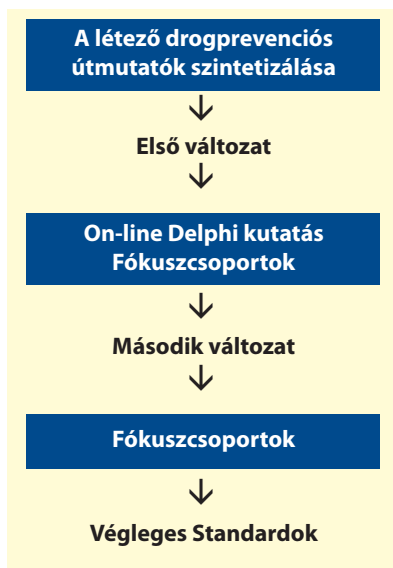 A létező drogprevenciós
útmutatók szintetizálása
Első változat
On-line Delphi kutatás
Fókuszcsoportok
Második változat
Fókuszcsoportok
Végleges Standardok